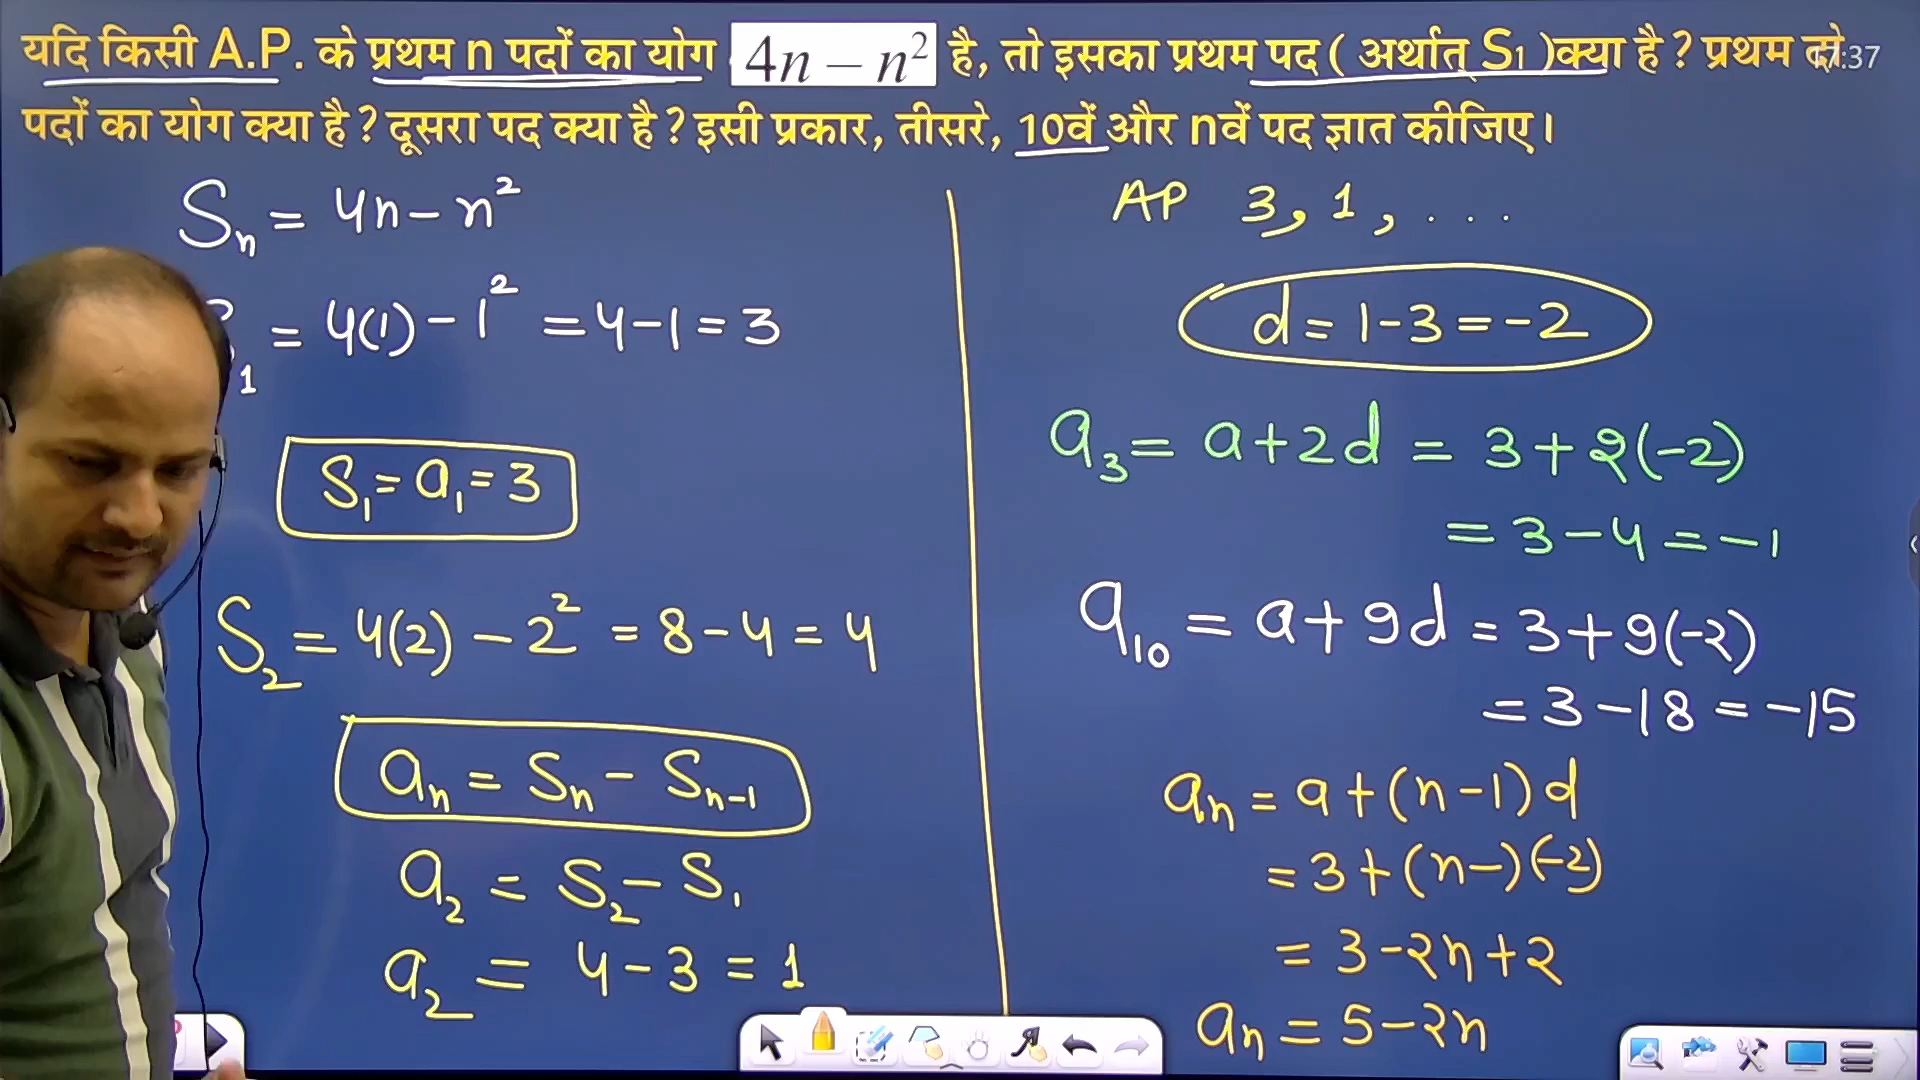 यदि किसी A.P. के प्रथम n पदों का योग 4n – n² है, तो इसका प्रथम पद ( अर्थात् S₁ )क्या है ? प्रथम दो
:37
पदों का योग क्या है ? दूसरा पद क्या है ? इसी प्रकार, तीसरे, 10वें और nवें पद ज्ञात कीजिए।
Sₙ = 4n – n²
₁ = 4(1) – 1² = 4 – 1 = 3
S₁ = a₁ = 3
S₂ = 4(2) – 2² = 8 – 4 = 4
aₙ = Sₙ – Sₙ₋₁
a₂ = S₂ – S₁
a₂ = 4 – 3 = 1
AP 3, 1, . . .
d = 1 – 3 = –2
a₃ = a + 2d = 3 + 2(–2)
= 3 – 4 = –1
a₁₀ = a + 9d = 3 + 9(–2)
= 3 – 18 = –15
aₙ = a + (n – 1)d
= 3 + (n–)(–2)
= 3 – 2n + 2
aₙ = 5 – 2n